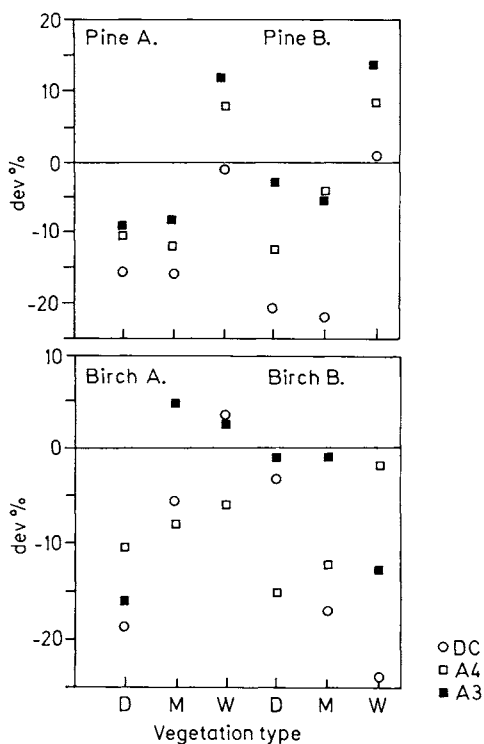 20
Pine A. Pine B.
10
0
-10
-20
dev %
10
Birch A. Birch B.
0
-10
-20
dev %
D M W D M W
Vegetation type
DC
A4
A3